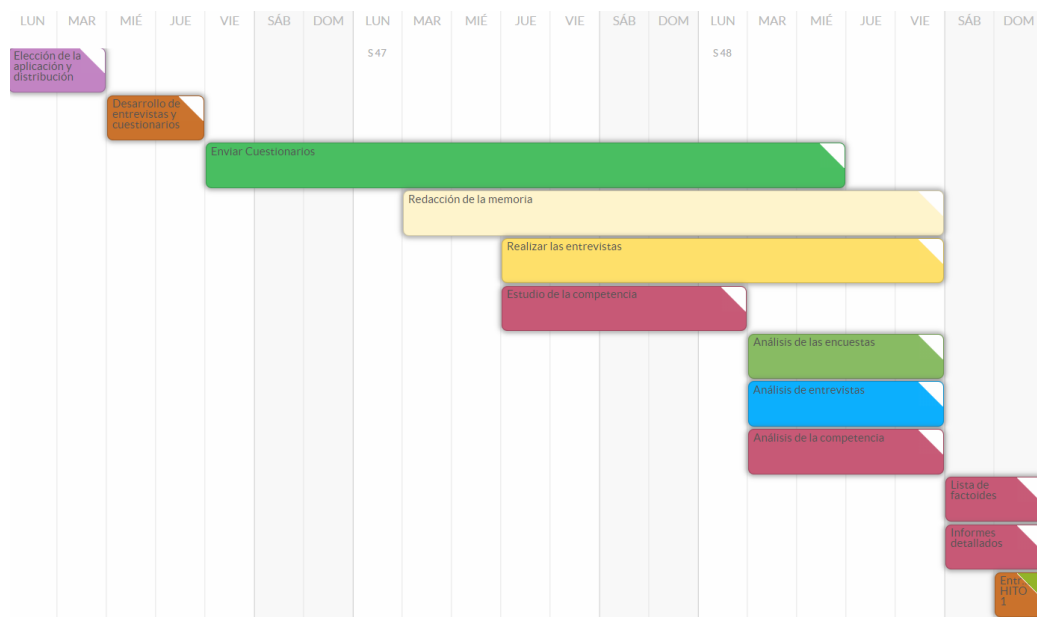 LUN MAR MIÉ JUE VIE SÁB DOM LUN MAR MIÉ JUE VIE SÁB DOM LUN MAR MIÉ JUE VIE SÁB DOM
S47 S48
Elección de la
aplicación y
distribución
Desarrollo de
entrevistas y
cuestionarios
Enviar Cuestionarios
Redacción de la memoria
Realizar las entrevistas
Estudio de la competencia
Análisis de las encuestas
Análisis de entrevistas
Análisis de la competencia
Lista de
factoides
Informes
detallados
Entr
HITO
1